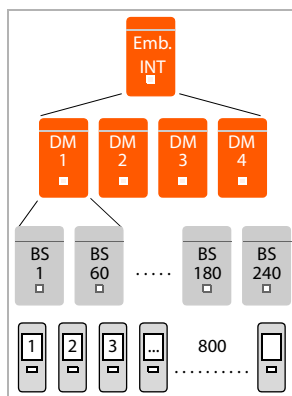 Emb.
INT
DM DM DM DM
1 2 3 4
BS BS BS BS
1 60 ..... 180 240
1 2 3 ... 800
..........